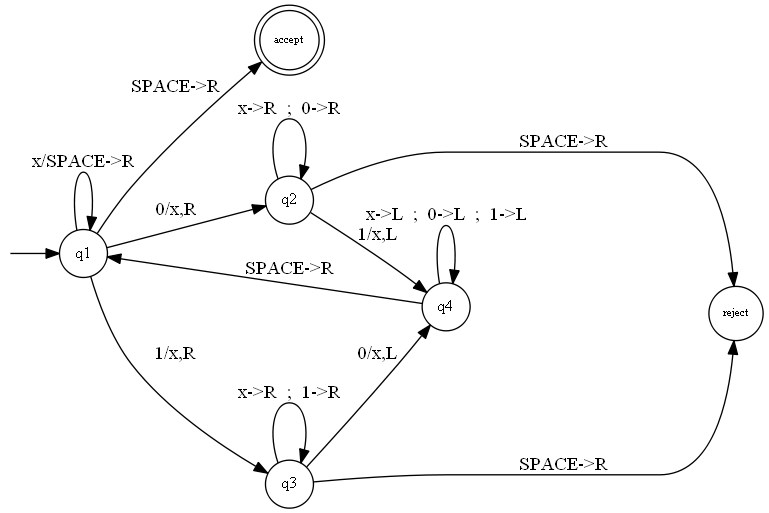 accept
SPACE->R
x->R ; 0->R
SPACE->R
x/SPACE->R
q2
0/x,R
x->L ; 0->L ; 1->L
1/x,L
q1
SPACE->R
q4
reject
1/x,R
0/x,L
x->R ; 1->R
SPACE->R
q3